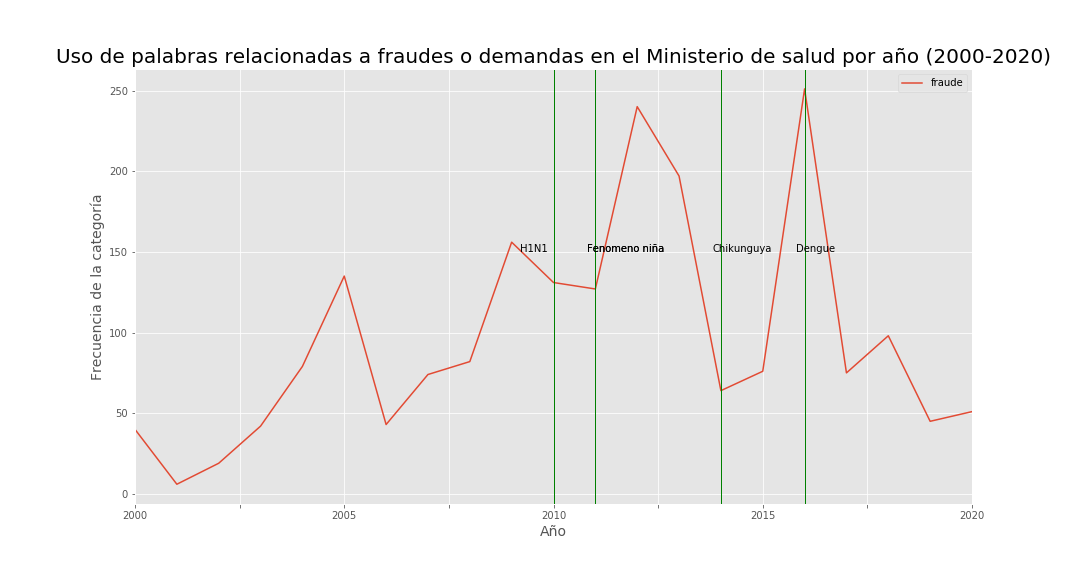 Uso de palabras relacionadas a fraudes o demandas en el Ministerio de salud por año (2000-2020)
fraude
250
200
150
100
50
0
Frecuencia de la categoría
H1N1
Fenomeno niña
Chikunguya
Dengue
2000
2005
2010
2015
2020
Año